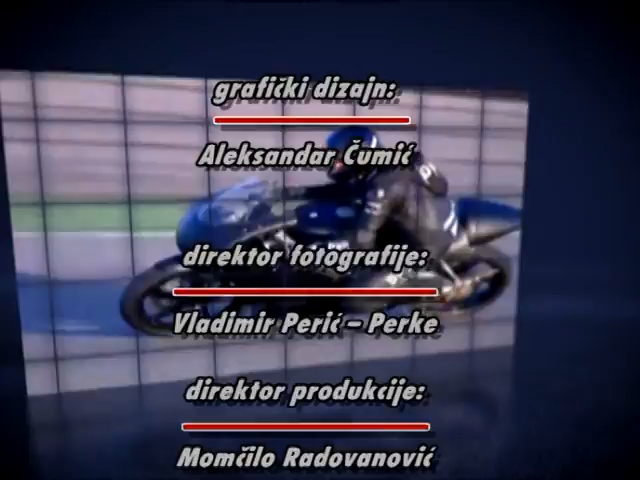 grafički dizajn:
Aleksandar Čumić
direktor fotografije:
Vladimir Perić – Perke
direktor produkcije:
Momčilo Radovanović